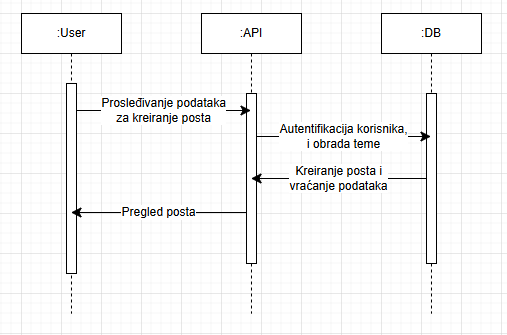 :User
:API
:DB
Prosleđivanje podataka
za kreiranje posta
Autentifikacija korisnika,
i obrada teme
Kreiranje posta i
vraćanje podataka
Pregled posta